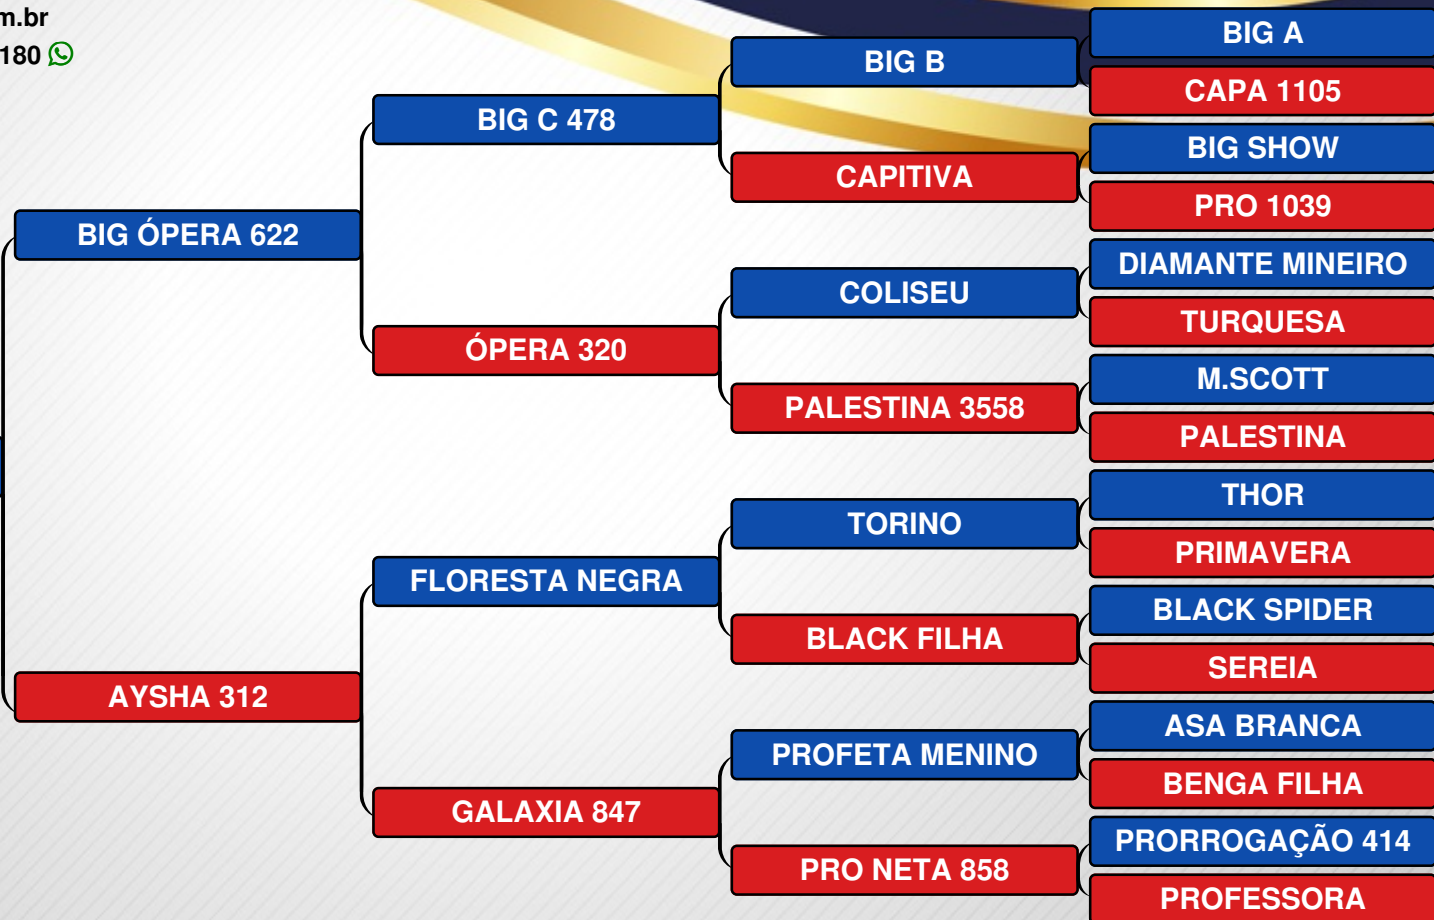 m.br
180
BIG ÓPERA 622
AYSHA 312
BIG C 478
ÓPERA 320
FLORESTA NEGRA
GALAXIA 847
BIG B
CAPITIVA
COLISEU
PALESTINA 3558
TORINO
BLACK FILHA
PROFETA MENINO
PRO NETA 858
BIG A
CAPA 1105
BIG SHOW
PRO 1039
DIAMANTE MINEIRO
TURQUESA
M.SCOTT
PALESTINA
THOR
PRIMAVERA
BLACK SPIDER
SEREIA
ASA BRANCA
BENGA FILHA
PRORROGAÇÃO 414
PROFESSORA